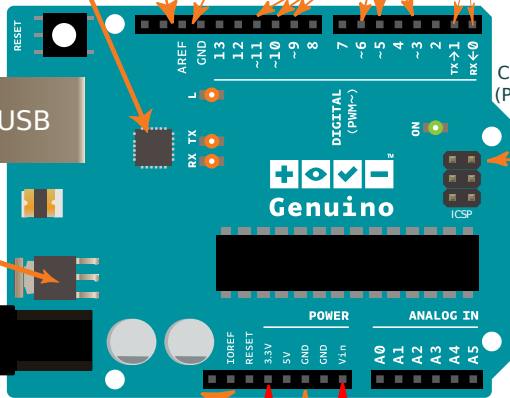 RESET
AREF
GND
13
12
~11
~10
~9
8
7
~6
~5
4
~3
2
TX→1
RX←0
C
(P
L
TX
RX
DIGITAL
(PWM~)
ON
USB
™
Genuino
ICSP
POWER
ANALOG IN
IOREF
RESET
3.3V
5V
GND
GND
Vin
A0
A1
A2
A3
A4
A5